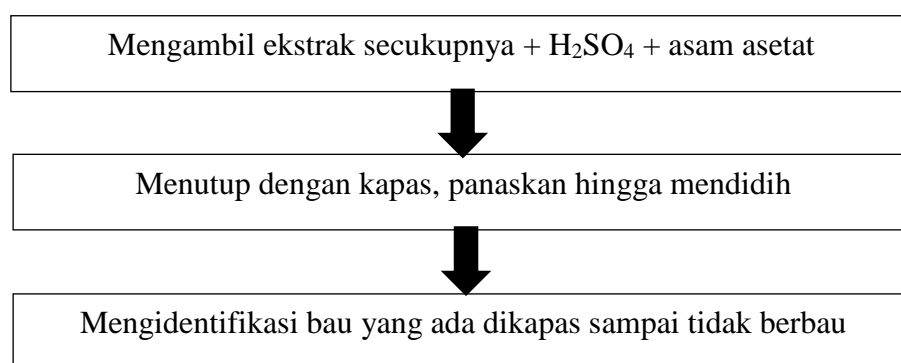 Mengambil ekstrak secukupnya + H₂SO₄ + asam asetat
Menutup dengan kapas, panaskan hingga mendidih
Mengidentifikasi bau yang ada dikapas sampai tidak berbau